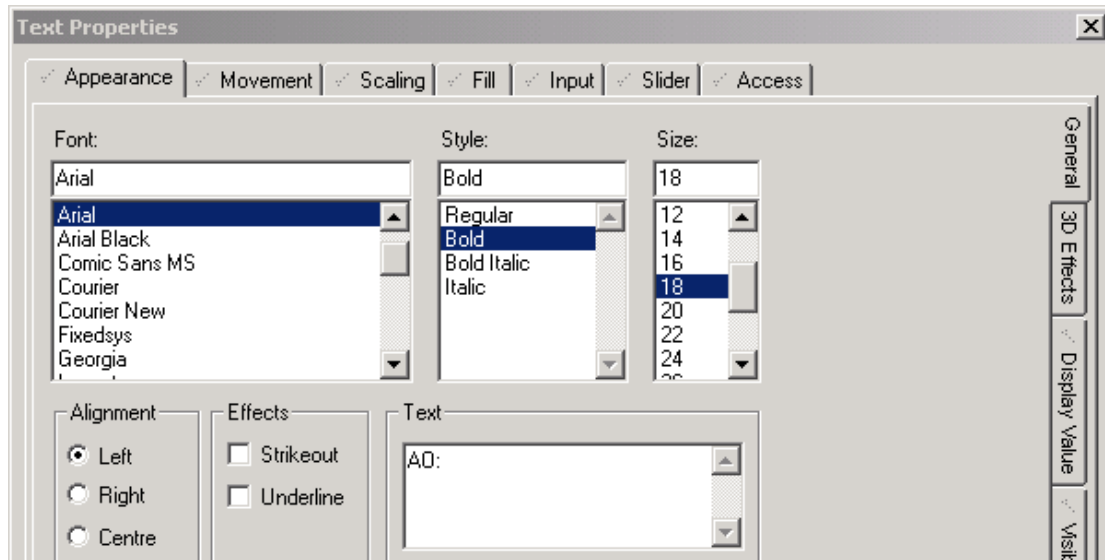 Text Properties
Appearance Movement Scaling Fill Input Slider Access
General
3D Effects
Display Value
Font: Style: Size:
Arial Bold 18
Arial Regular 12
Arial Black Bold 14
Comic Sans MS Bold Italic 16
Courier Italic 18
Courier New 20
Fixedsys 22
Georgia 24
Alignment Effects Text
Left Strikeout AO:
Right Underline
Centre